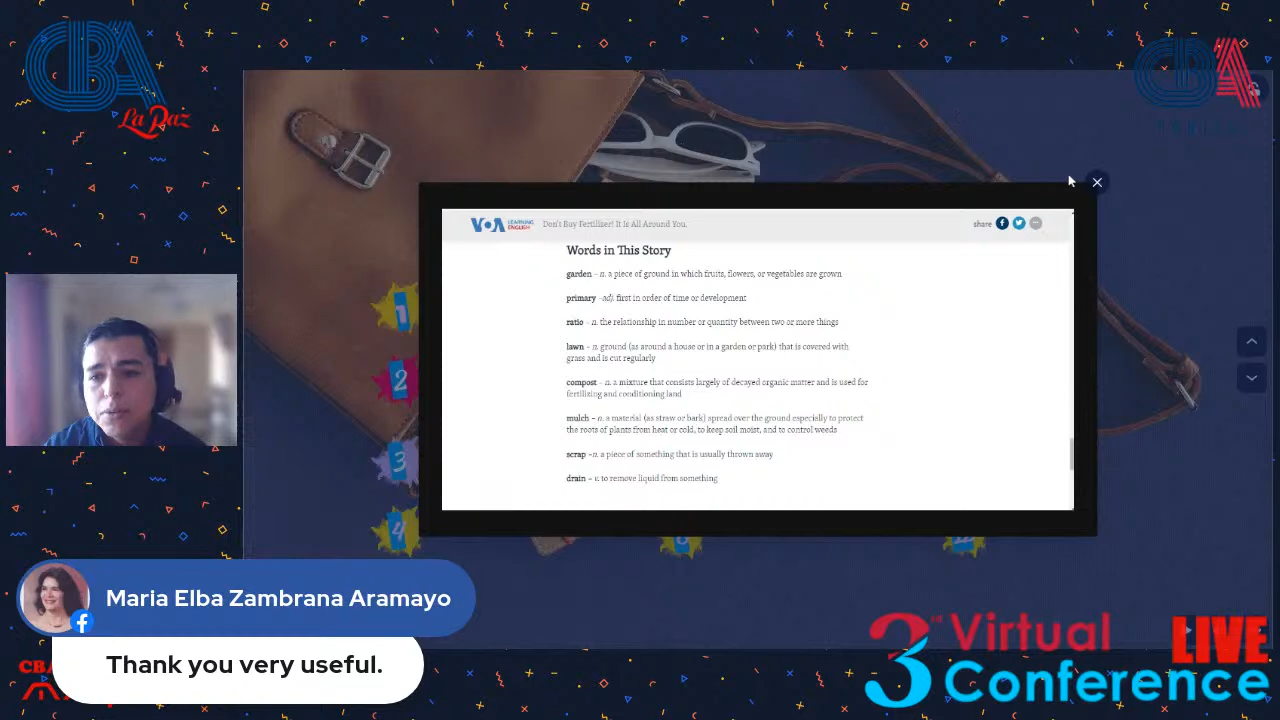 CBA
La Paz
CBA
VOA LEARNING ENGLISH
Don't Buy Fertilizer! It Is All Around You.
share
Words in This Story
garden – n. a piece of ground in which fruits, flowers, or vegetables are grown
primary –adj. first in order of time or development
ratio – n. the relationship in number or quantity between two or more things
lawn – n. ground (as around a house or in a garden or park) that is covered with
grass and is cut regularly
compost – n. a mixture that consists largely of decayed organic matter and is used for
fertilizing and conditioning land
mulch – n. a material (as straw or bark) spread over the ground especially to protect
the roots of plants from heat or cold, to keep soil moist, and to control weeds
scrap –n. a piece of something that is usually thrown away
drain – v. to remove liquid from something
1
2
3
4
Maria Elba Zambrana Aramayo
Thank you very useful.
3rd Virtual
Conference
LIVE